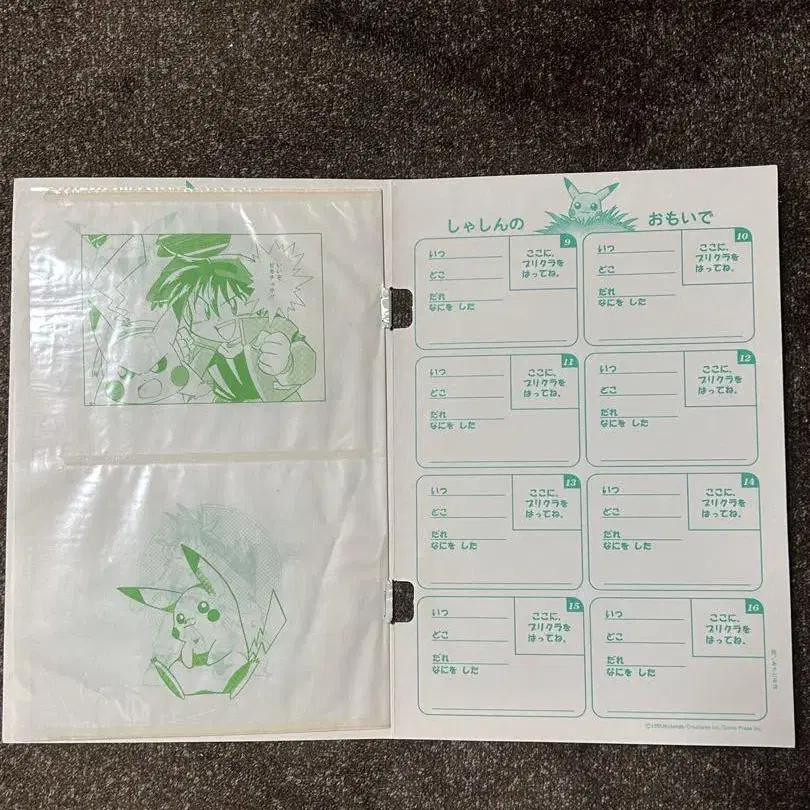 しゃしんの おもいで
9
いつ
どこ
だれ
なにを した
ここに、
プリクラを
はってね。
10
いつ
どこ
だれ
なにを した
ここに、
プリクラを
はってね。
11
いつ
どこ
だれ
なにを した
ここに、
プリクラを
はってね。
12
いつ
どこ
だれ
なにを した
ここに、
プリクラを
はってね。
13
いつ
どこ
だれ
なにを した
ここに、
プリクラを
はってね。
14
いつ
どこ
だれ
なにを した
ここに、
プリクラを
はってね。
15
いつ
どこ
だれ
なにを した
ここに、
プリクラを
はってね。
16
いつ
どこ
だれ
なにを した
ここに、
プリクラを
はってね。